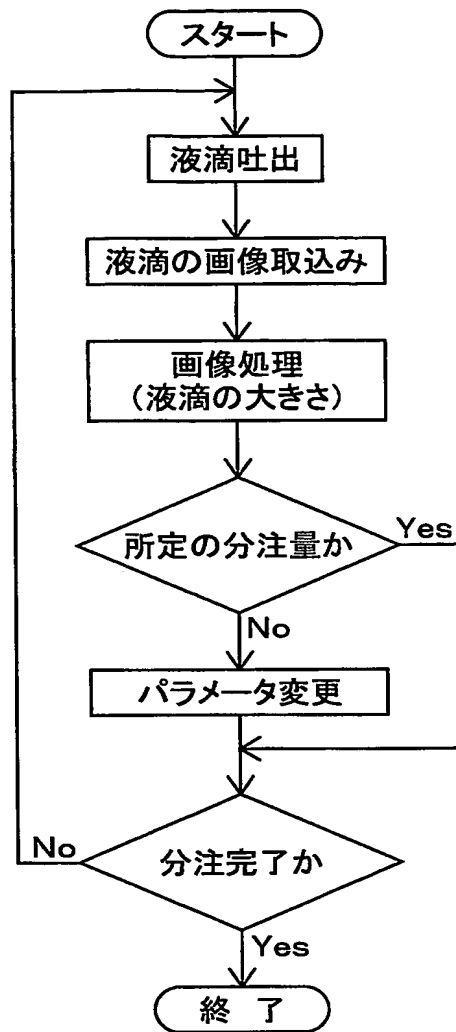 スタート
液滴吐出
液滴の画像取込み
画像処理
(液滴の大きさ)
所定の分注量か
Yes
No
パラメータ変更
分注完了か
No
Yes
終 了